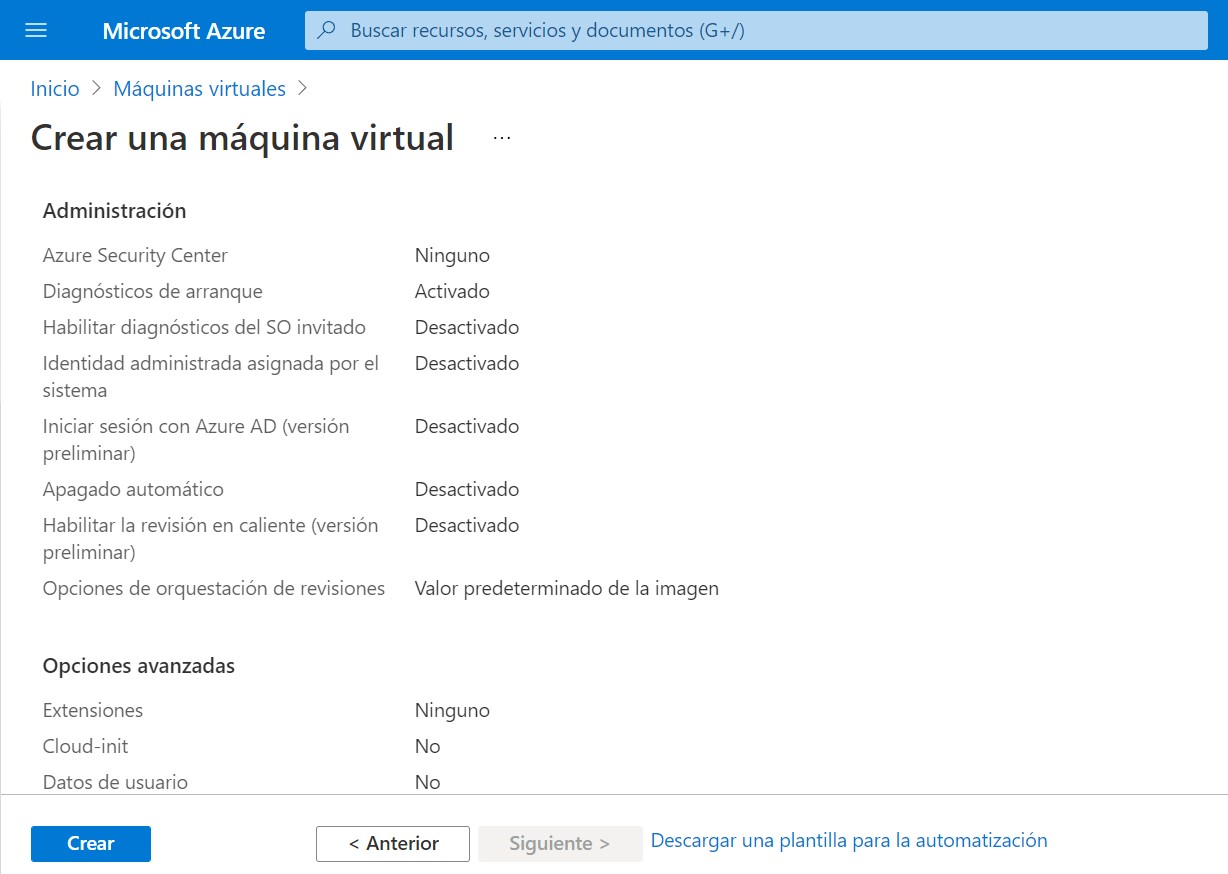 Microsoft Azure
Buscar recursos, servicios y documentos (G+/)
Inicio > Máquinas virtuales >
Crear una máquina virtual ...
Administración
Azure Security Center Ninguno
Diagnósticos de arranque Activado
Habilitar diagnósticos del SO invitado Desactivado
Identidad administrada asignada por el Desactivado
sistema
Iniciar sesión con Azure AD (versión Desactivado
preliminar)
Apagado automático Desactivado
Habilitar la revisión en caliente (versión Desactivado
preliminar)
Opciones de orquestación de revisiones Valor predeterminado de la imagen
Opciones avanzadas
Extensiones Ninguno
Cloud-init No
Datos de usuario No
Crear < Anterior Siguiente > Descargar una plantilla para la automatización